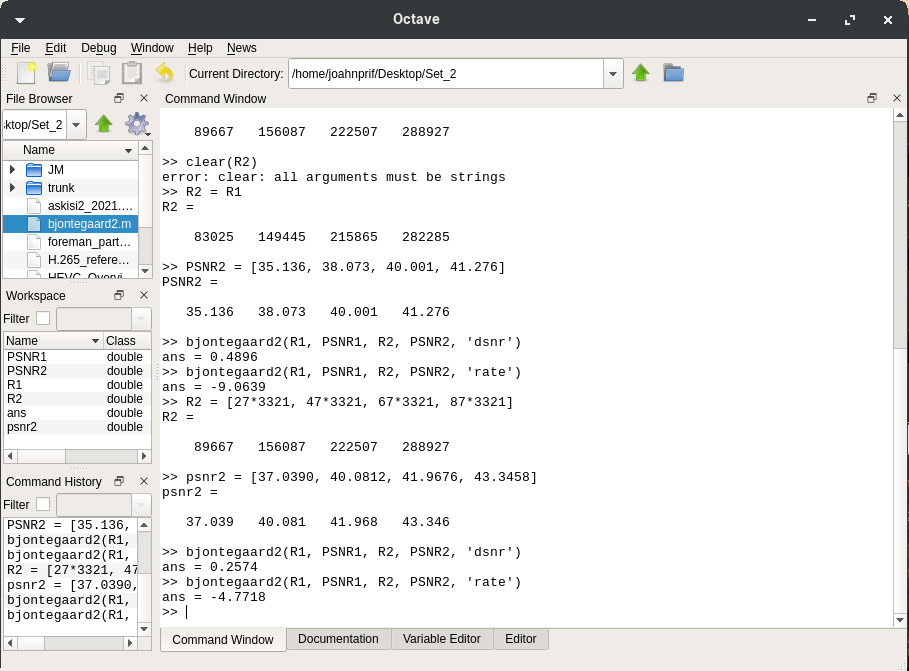 Octave
File Edit Debug Window Help News
Current Directory: /home/joahnprif/Desktop/Set_2
File Browser
ktop/Set_2
Name
JM
trunk
askisi2_2021....
bjontegaard2.m
foreman_part...
H.265_refere...
HEVC_Overvi...
Workspace
Filter
Name Class
PSNR1 double
PSNR2 double
R1 double
R2 double
ans double
psnr2 double
Command History
Filter
PSNR2 = [35.136,
bjontegaard2(R1,
bjontegaard2(R1,
R2 = [27*3321, 47
psnr2 = [37.0390,
bjontegaard2(R1,
bjontegaard2(R1,
Command Window
89667 156087 222507 288927
>> clear(R2)
error: clear: all arguments must be strings
>> R2 = R1
R2 =
83025 149445 215865 282285
>> PSNR2 = [35.136, 38.073, 40.001, 41.276]
PSNR2 =
35.136 38.073 40.001 41.276
>> bjontegaard2(R1, PSNR1, R2, PSNR2, 'dsnr')
ans = 0.4896
>> bjontegaard2(R1, PSNR1, R2, PSNR2, 'rate')
ans = -9.0639
>> R2 = [27*3321, 47*3321, 67*3321, 87*3321]
R2 =
89667 156087 222507 288927
>> psnr2 = [37.0390, 40.0812, 41.9676, 43.3458]
psnr2 =
37.039 40.081 41.968 43.346
>> bjontegaard2(R1, PSNR1, R2, PSNR2, 'dsnr')
ans = 0.2574
>> bjontegaard2(R1, PSNR1, R2, PSNR2, 'rate')
ans = -4.7718
>>
Command Window Documentation Variable Editor Editor